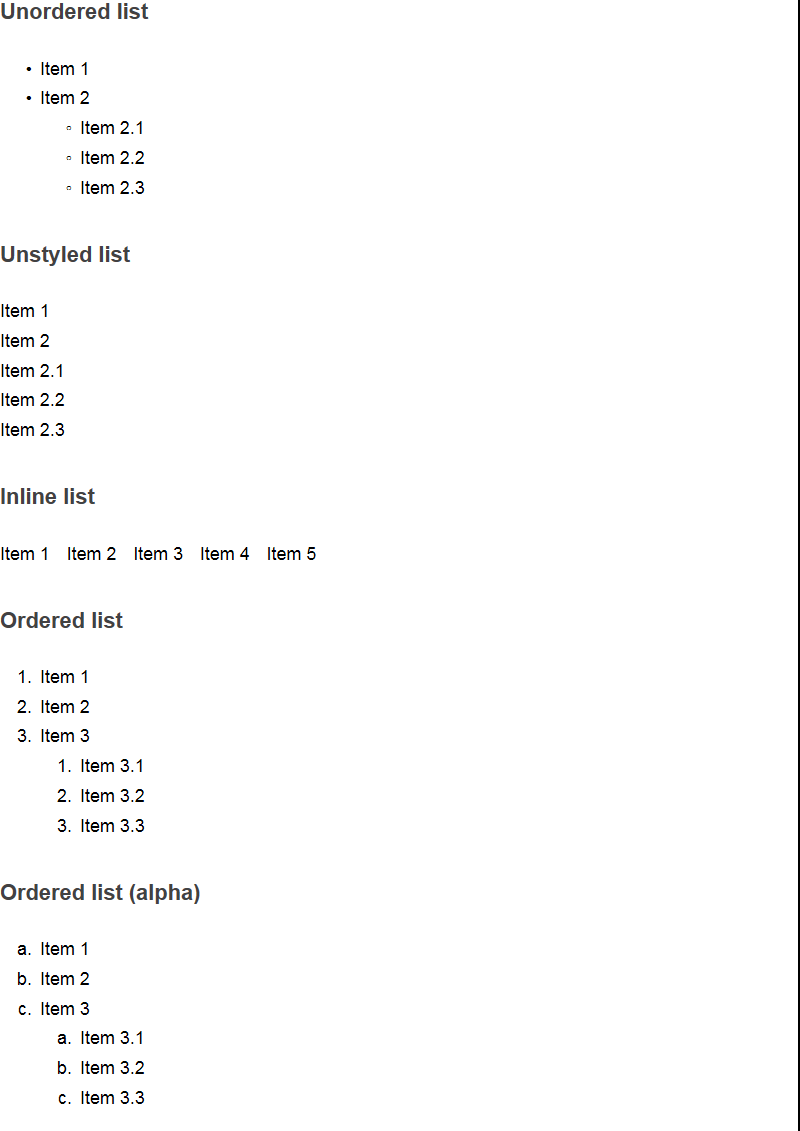 Unordered list
• Item 1
• Item 2
◦ Item 2.1
◦ Item 2.2
◦ Item 2.3
Unstyled list
Item 1
Item 2
Item 2.1
Item 2.2
Item 2.3
Inline list
Item 1 Item 2 Item 3 Item 4 Item 5
Ordered list
1. Item 1
2. Item 2
3. Item 3
1. Item 3.1
2. Item 3.2
3. Item 3.3
Ordered list (alpha)
a. Item 1
b. Item 2
c. Item 3
a. Item 3.1
b. Item 3.2
c. Item 3.3